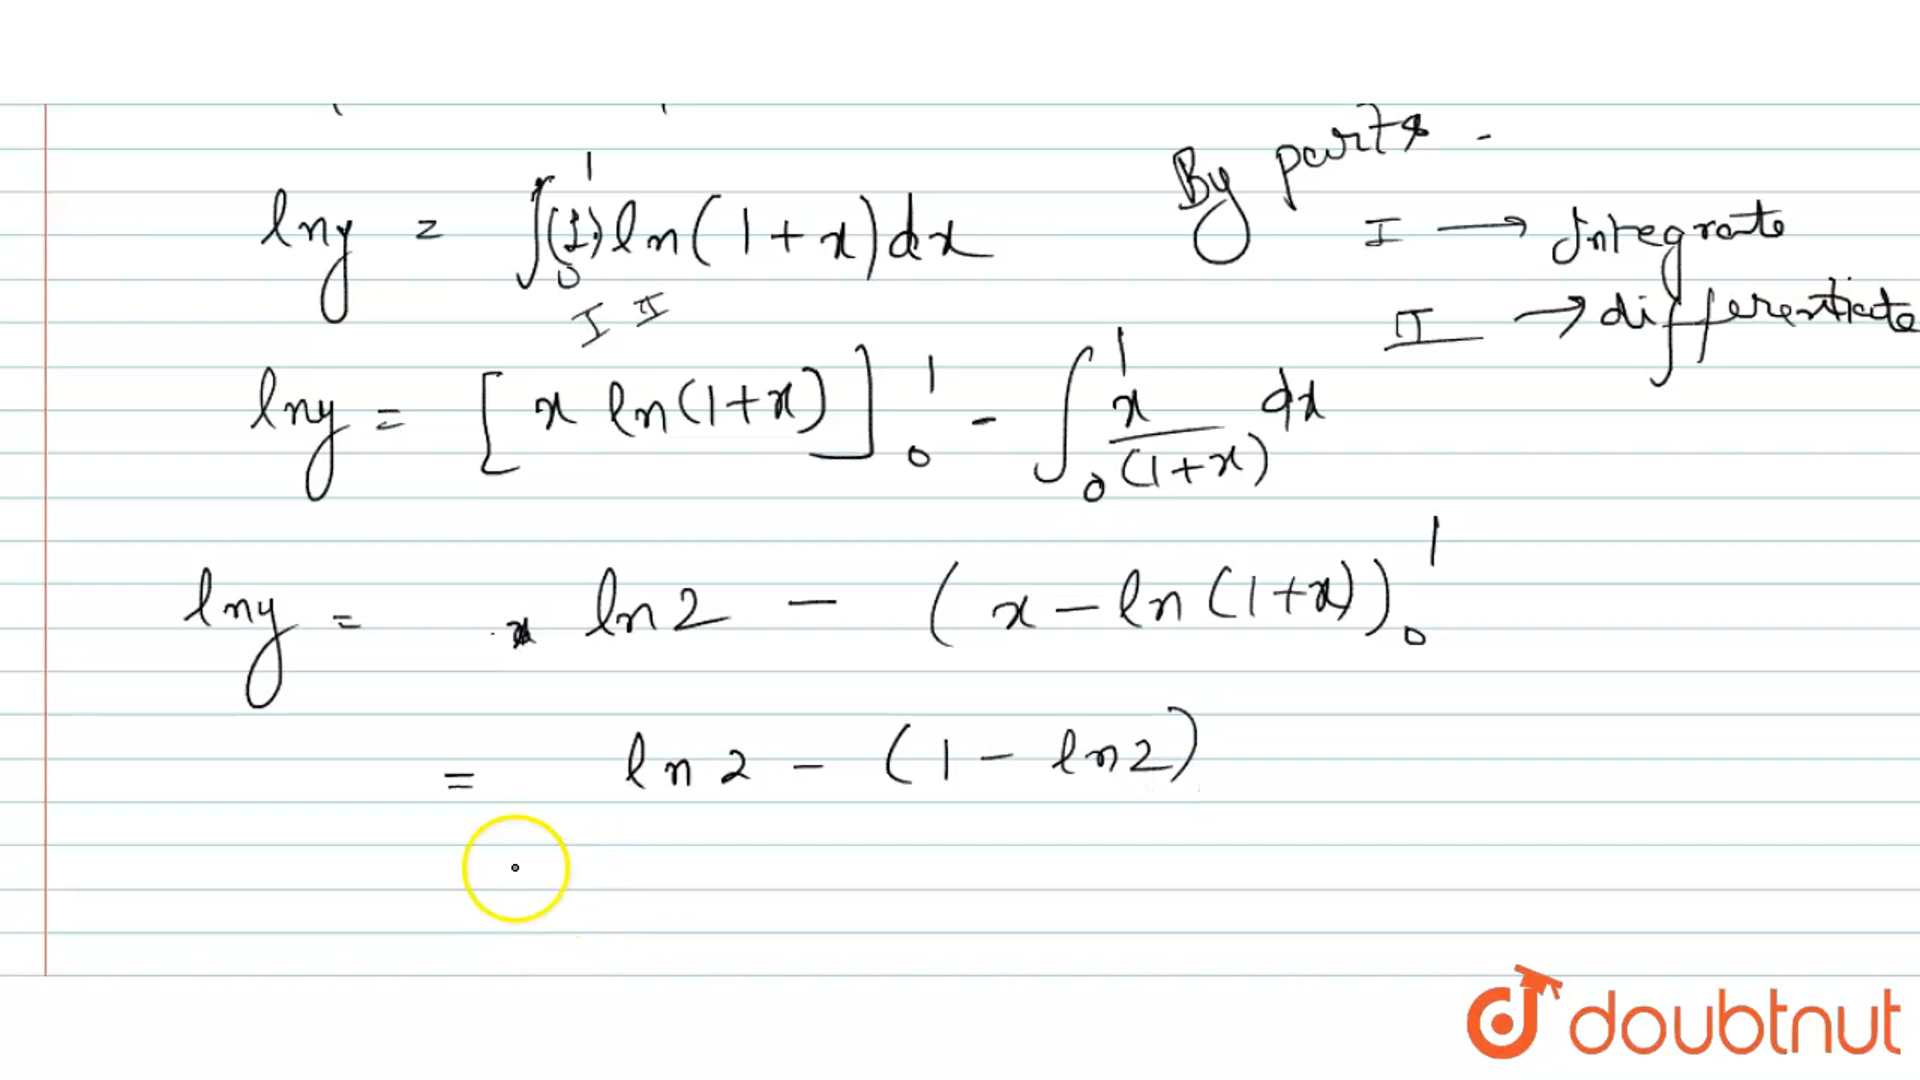 By parts -
ln y = ∫₀¹ (1.) ln(1+x) dx
I → Integrate
I II
II → differentiate
ln y = [x ln(1+x)]₀¹ - ∫₀¹ x/(1+x) dx
ln y = ln 2 - (x - ln(1+x))₀¹
= ln 2 - (1 - ln 2)
doubtnut